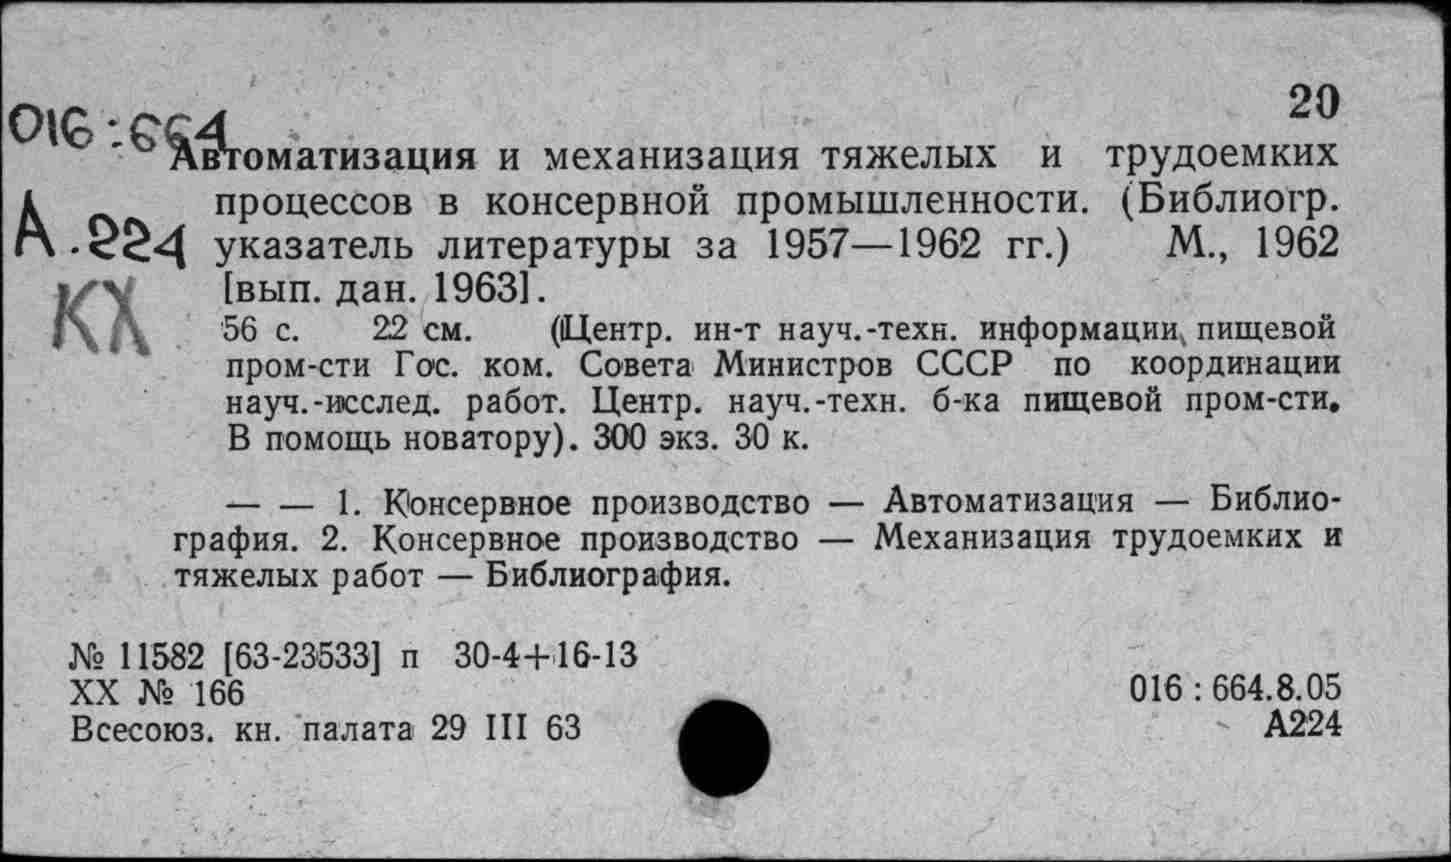 20
016:664
Автоматизация и механизация тяжелых и трудоемких
процессов в консервной промышленности. (Библиогр.
А.224 указатель литературы за 1957—1962 гг.) М., 1962
[вып. дан. 1963].
КХ
56 с. 22 см. (Центр. ин-т науч.-техн. информации пищевой
пром-сти Гос. ком. Совета Министров СССР по координации
науч.-исслед. работ. Центр. науч.-техн. б-ка пищевой пром-сти.
В помощь новатору). 300 экз. 30 к.
— — 1. Консервное производство — Автоматизация — Библио-
графия. 2. Консервное производство — Механизация трудоемких и
тяжелых работ — Библиография.
№ 11582 [63-23533] п 30-4+16-13
XX № 166
016 : 664.8.05
Всесоюз. кн. палата 29 III 63
А224